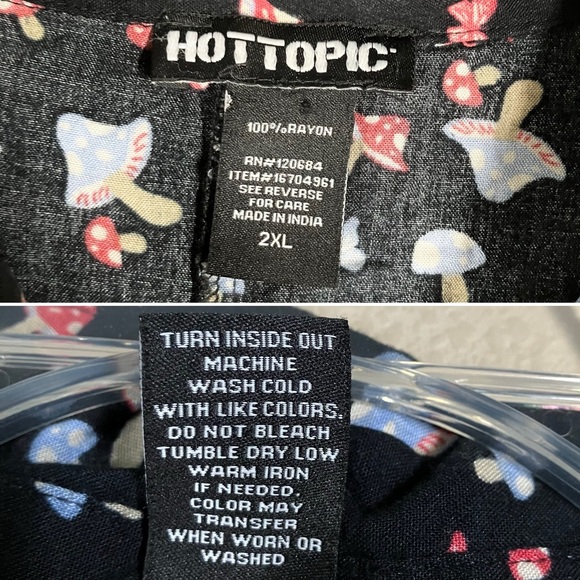 HOTTOPIC
100%RAYON
RN#120684
ITEM#16704961
SEE REVERSE
FOR CARE
MADE IN INDIA
2XL
TURN INSIDE OUT
MACHINE
WASH COLD
WITH LIKE COLORS.
DO NOT BLEACH
TUMBLE DRY LOW
WARM IRON
IF NEEDED.
COLOR MAY
TRANSFER
WHEN WORN OR
WASHED